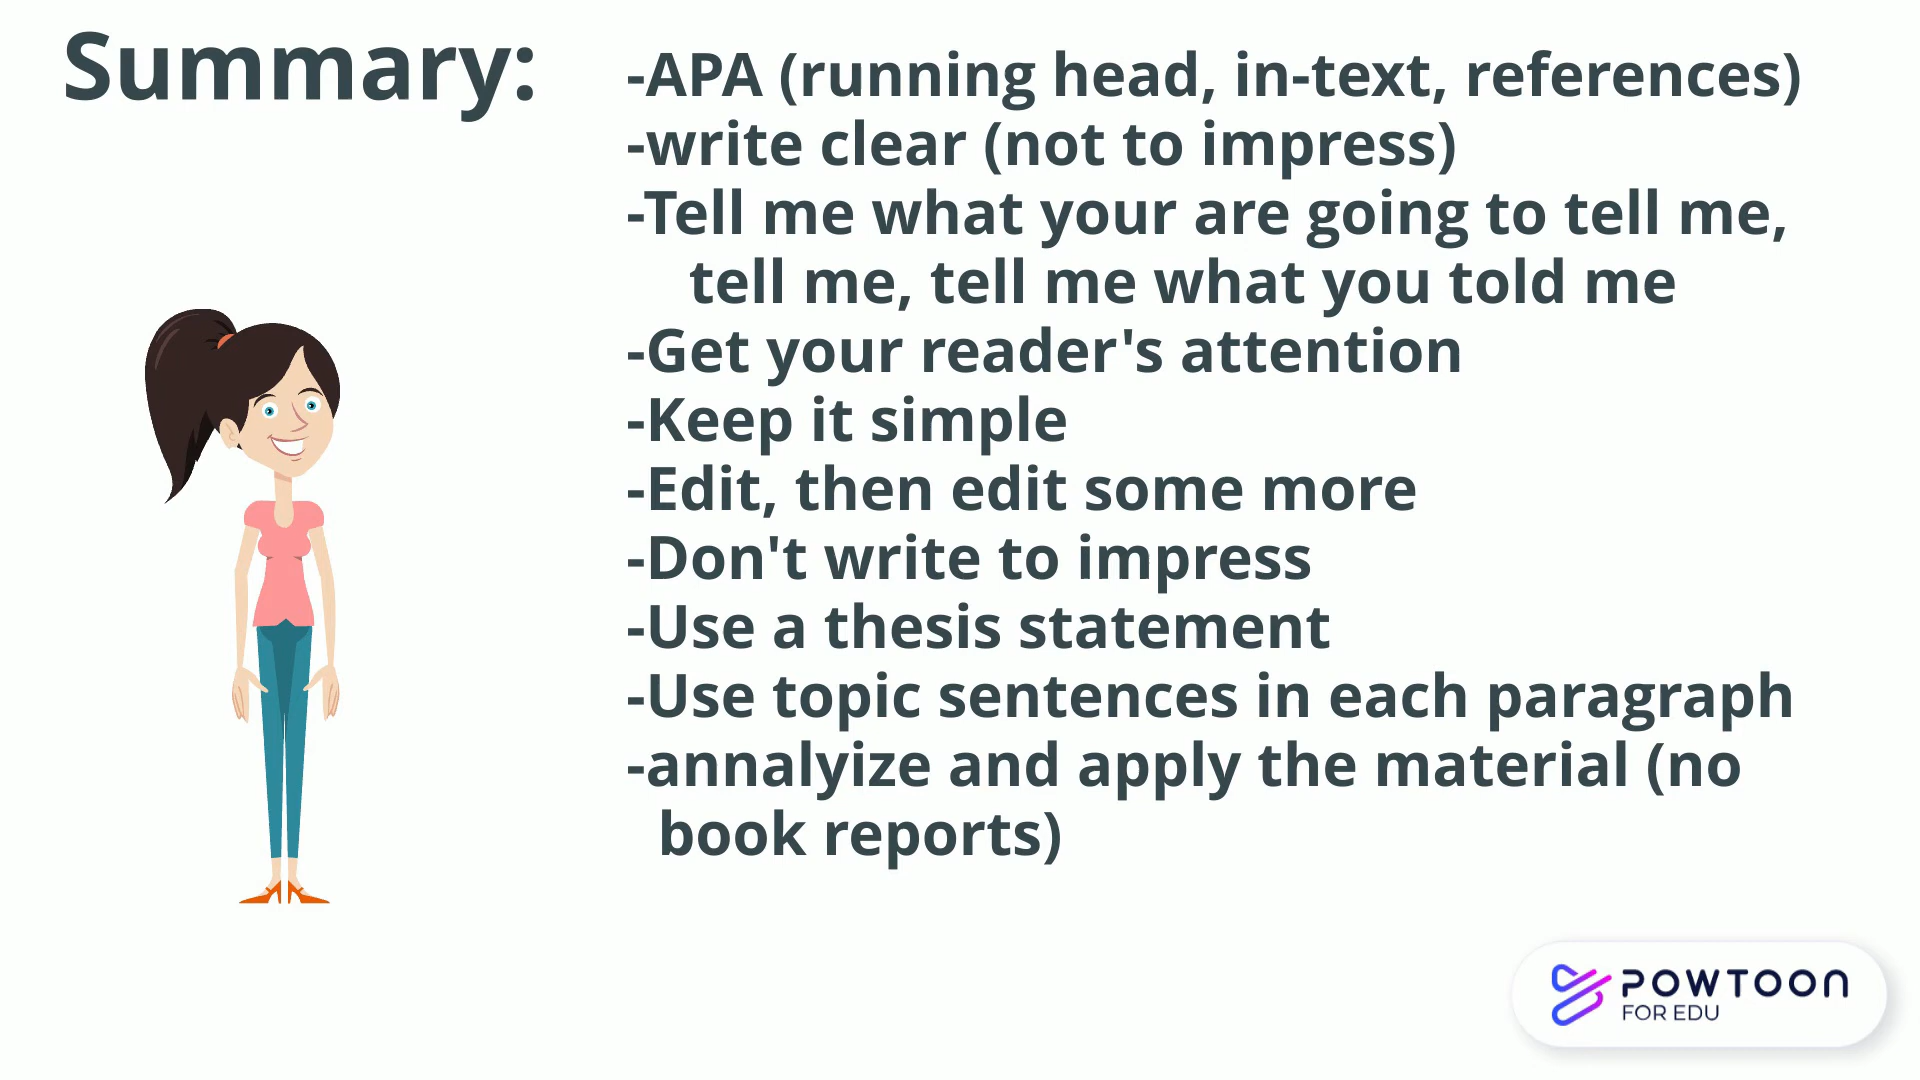 Summary:
-APA (running head, in-text, references)
-write clear (not to impress)
-Tell me what your are going to tell me,
tell me, tell me what you told me
-Get your reader's attention
-Keep it simple
-Edit, then edit some more
-Don't write to impress
-Use a thesis statement
-Use topic sentences in each paragraph
-annalyize and apply the material (no
book reports)
POWTOON
FOR EDU